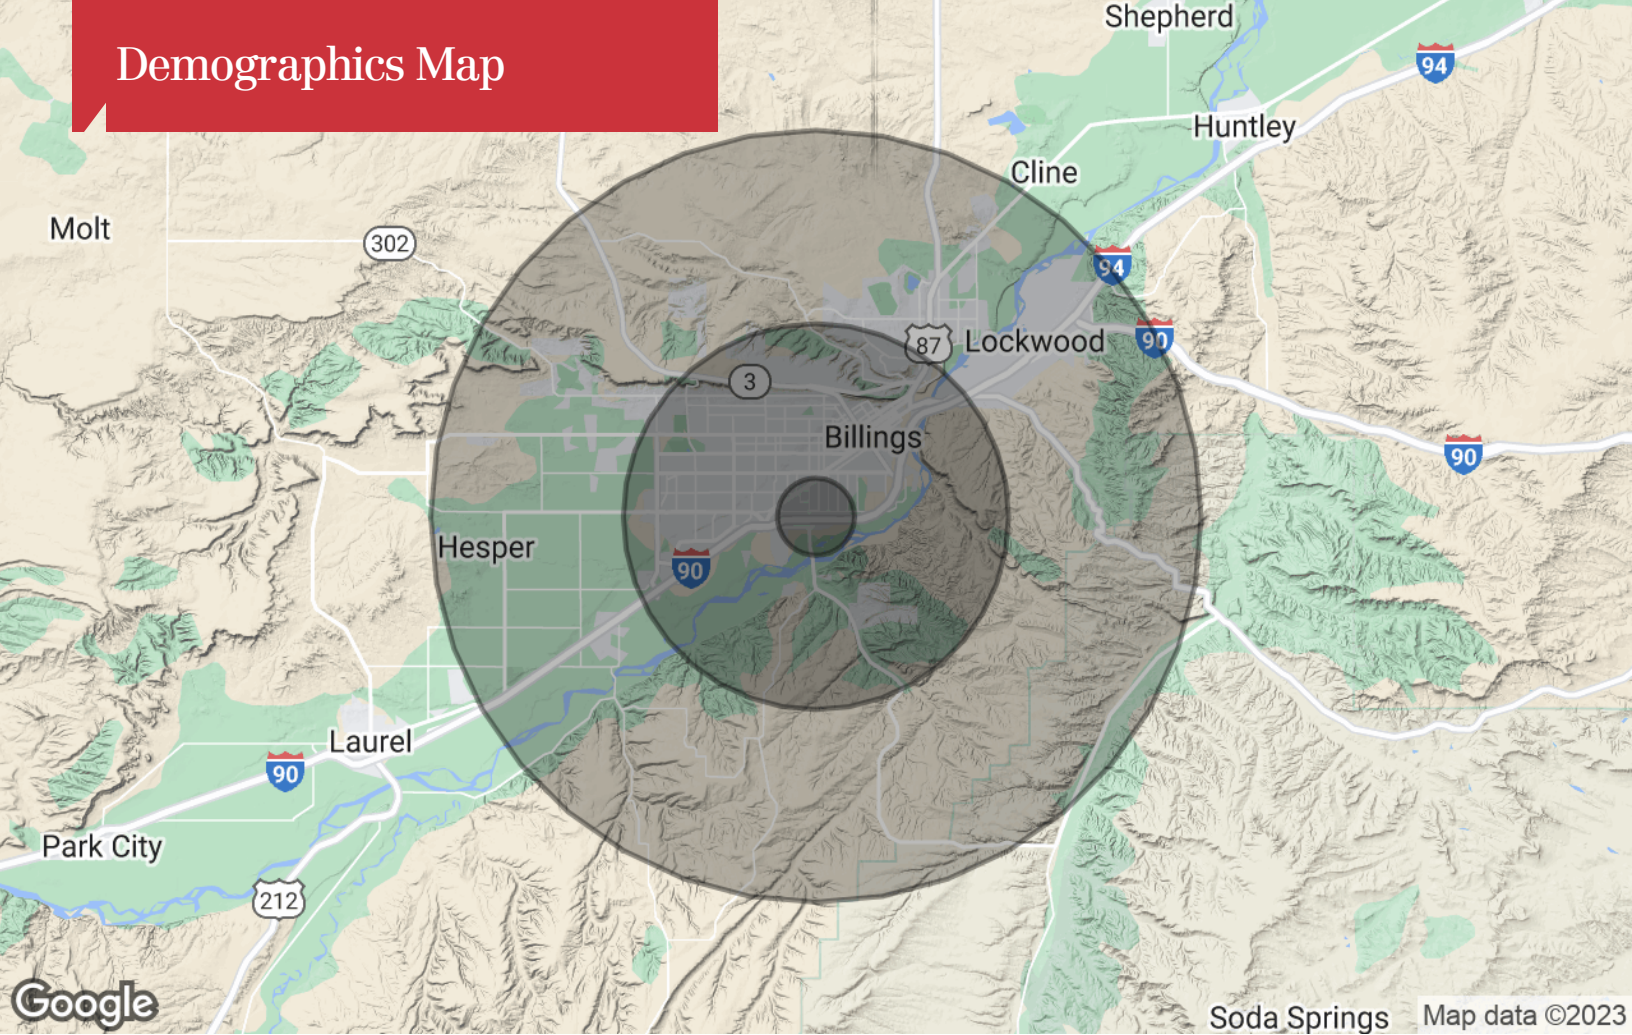 Demographics Map
Shepherd
94
Huntley
Cline
Molt
302
94
87
Lockwood
90
3
Billings
90
Hesper
90
Laurel
90
Park City
212
Google
Soda Springs
Map data ©2023